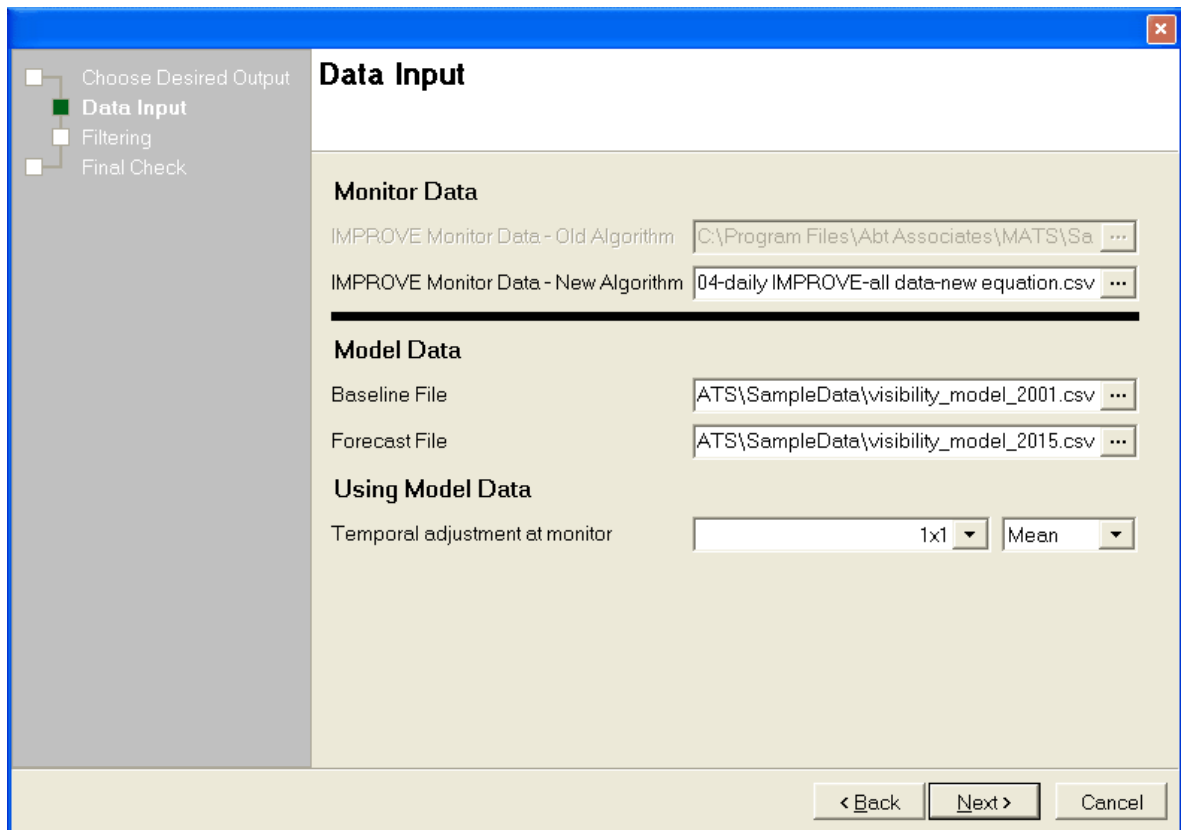 Choose Desired Output
Data Input
Filtering
Final Check
Data Input
Monitor Data
IMPROVE Monitor Data - Old Algorithm C:\Program Files\Abt Associates\MATS\Sa ...
IMPROVE Monitor Data - New Algorithm 04-daily IMPROVE-all data-new equation.csv ...
Model Data
Baseline File ATS\SampleData\visibility_model_2001.csv ...
Forecast File ATS\SampleData\visibility_model_2015.csv ...
Using Model Data
Temporal adjustment at monitor 1x1 Mean
< Back Next > Cancel